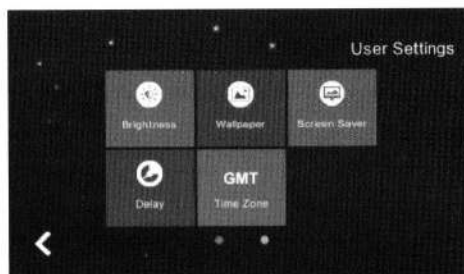 User Settings
Brightness
Wallpaper
Screen Saver
GMT
Delay
Time Zone